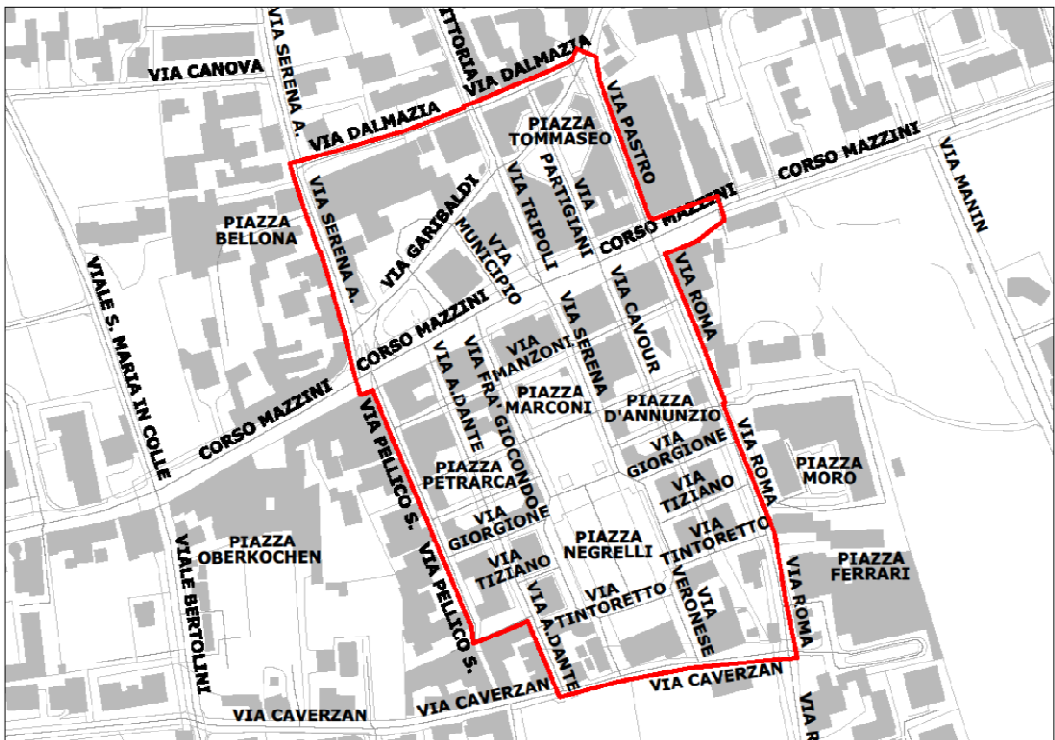 VIA SERENA A.
VITTORIA
VIA DALMAZIA
VIA CANOVA
VIA DALMAZIA
VIA PASTRO
PIAZZA
TOMMASEO
CORSO MAZZINI
VIA MANIN
VIA
PARTIGIANI
VIA TRIPOLI
VIA SERENA A.
PIAZZA
BELLONA
VIA GARIBALDI
VIA
MUNICIPIO
CORSO MAZZINI
VIALE S. MARIA IN COLLE
CORSO MAZZINI
VIA ROMA
VIA CAVOUR
VIA SERENA
VIA
MANZONI
VIA FRA' GIOCONDO
VIA A.DANTE
PIAZZA
MARCONI
PIAZZA
D'ANNUNZIO
CORSO MAZZINI
VIA PELLICO S.
VIA ROMA
VIA
GIORGIONE
PIAZZA
MORO
PIAZZA
PETRARCA
VIA
TIZIANO
VIA
GIORGIONE
VIA
TINTORETTO
PIAZZA
OBERKOCHEN
PIAZZA
NEGRELLI
VIA
TIZIANO
PIAZZA
FERRARI
VIALE BERTOLINI
VIA PELLICO S.
VIA A.DANTE
VIA
TINTORETTO
VIA
VERONESE
VIA ROMA
VIA CAVERZAN
VIA CAVERZAN
VIA CAVERZAN
VIA R